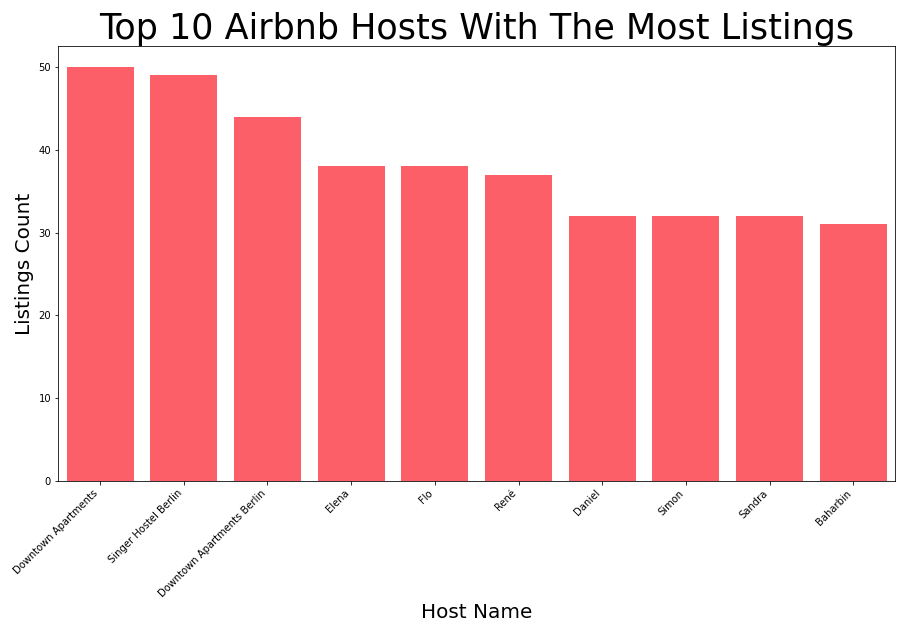 Top 10 Airbnb Hosts With The Most Listings
Listings Count
50
40
30
20
10
0
Downtown Apartments
Singer Hostel Berlin
Downtown Apartments Berlin
Elena
Flo
René
Daniel
Simon
Sandra
Baharbin
Host Name